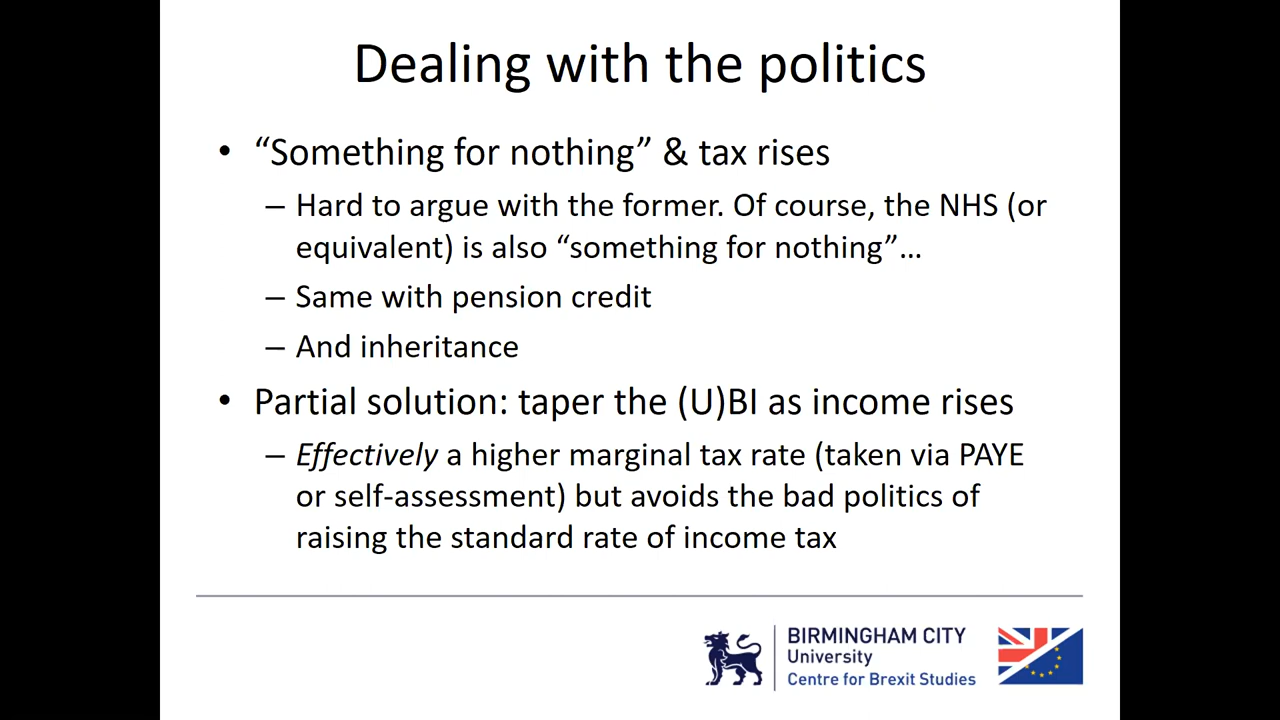 Dealing with the politics
• “Something for nothing” & tax rises
– Hard to argue with the former. Of course, the NHS (or
equivalent) is also “something for nothing”…
– Same with pension credit
– And inheritance
• Partial solution: taper the (U)BI as income rises
– Effectively a higher marginal tax rate (taken via PAYE
or self-assessment) but avoids the bad politics of
raising the standard rate of income tax
BIRMINGHAM CITY
University
Centre for Brexit Studies